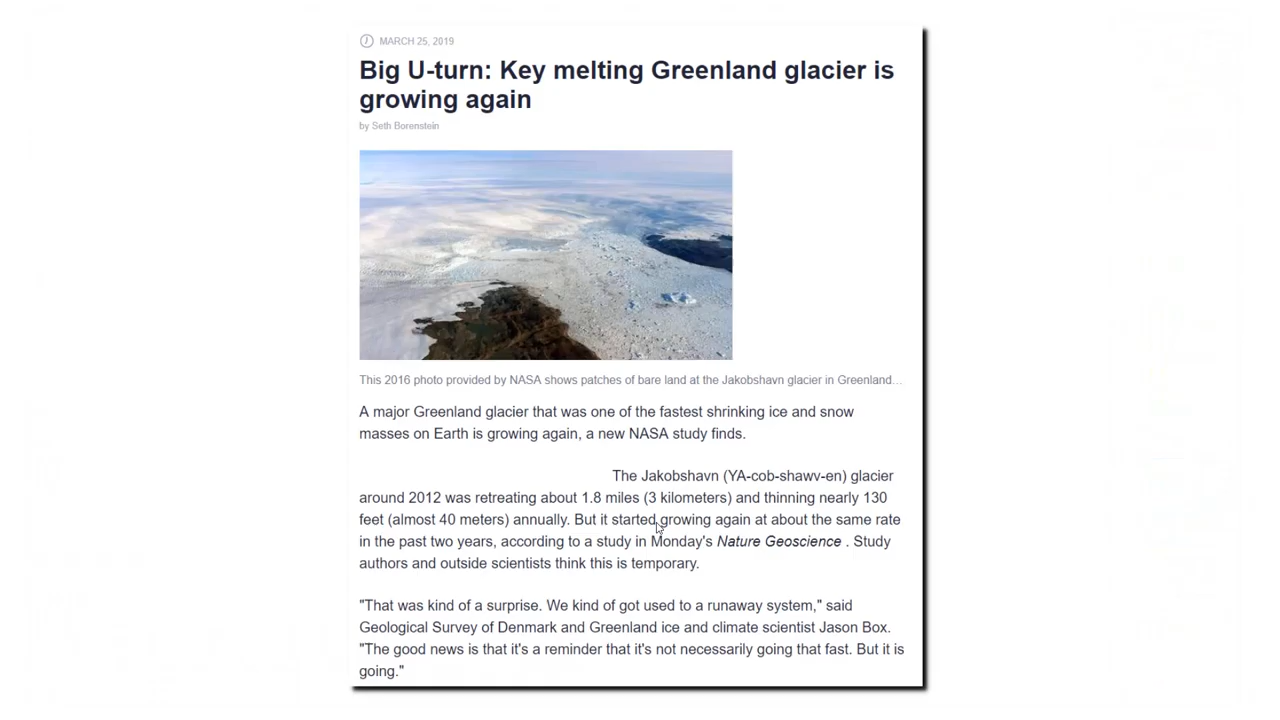 MARCH 25, 2019
Big U-turn: Key melting Greenland glacier is
growing again
by Seth Borenstein
This 2016 photo provided by NASA shows patches of bare land at the Jakobshavn glacier in Greenland…
A major Greenland glacier that was one of the fastest shrinking ice and snow
masses on Earth is growing again, a new NASA study finds.
The Jakobshavn (YA-cob-shawv-en) glacier
around 2012 was retreating about 1.8 miles (3 kilometers) and thinning nearly 130
feet (almost 40 meters) annually. But it started growing again at about the same rate
in the past two years, according to a study in Monday's Nature Geoscience . Study
authors and outside scientists think this is temporary.
"That was kind of a surprise. We kind of got used to a runaway system," said
Geological Survey of Denmark and Greenland ice and climate scientist Jason Box.
"The good news is that it's a reminder that it's not necessarily going that fast. But it is
going."